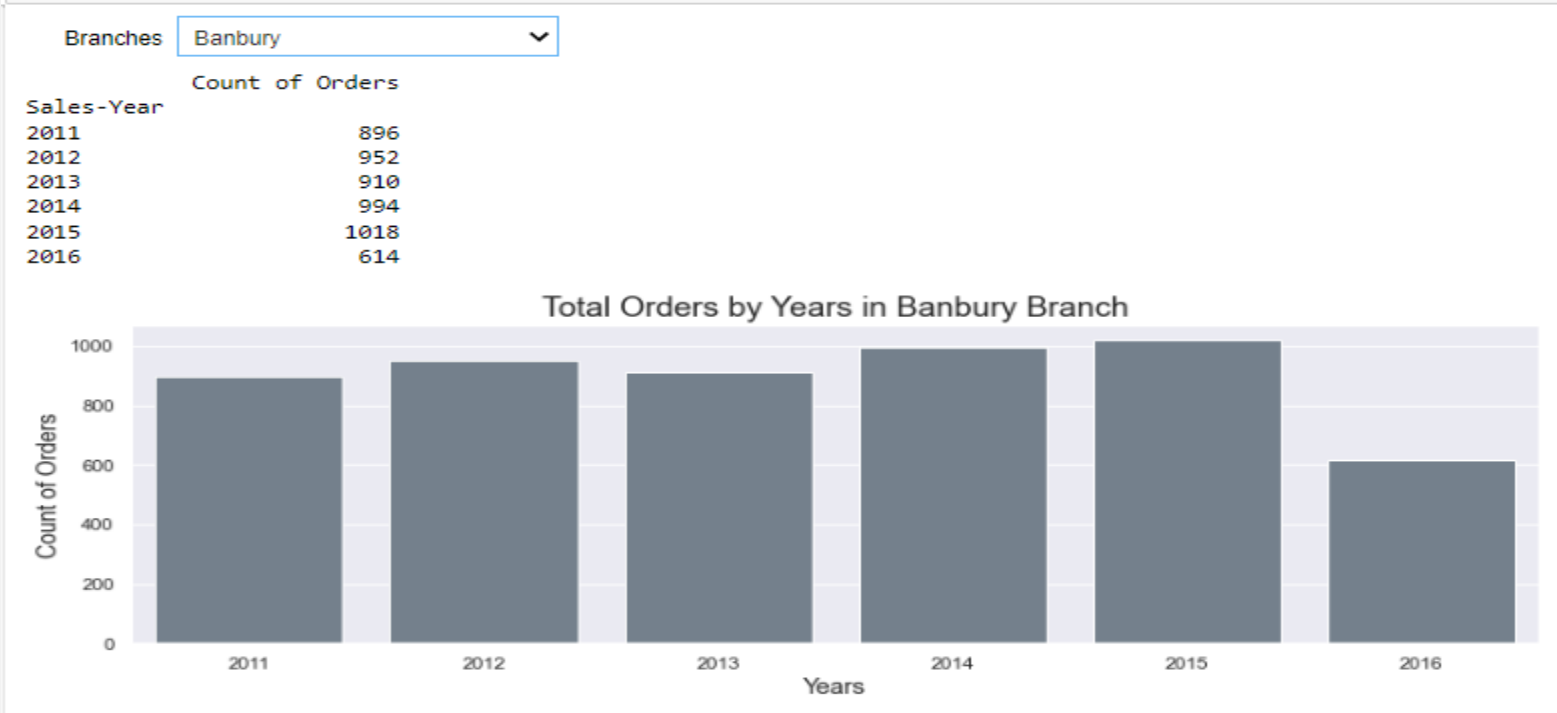 Branches Banbury
Count of Orders
Sales-Year
2011 896
2012 952
2013 910
2014 994
2015 1018
2016 614
Total Orders by Years in Banbury Branch
Count of Orders
1000
800
600
400
200
0
2011 2012 2013 2014 2015 2016
Years